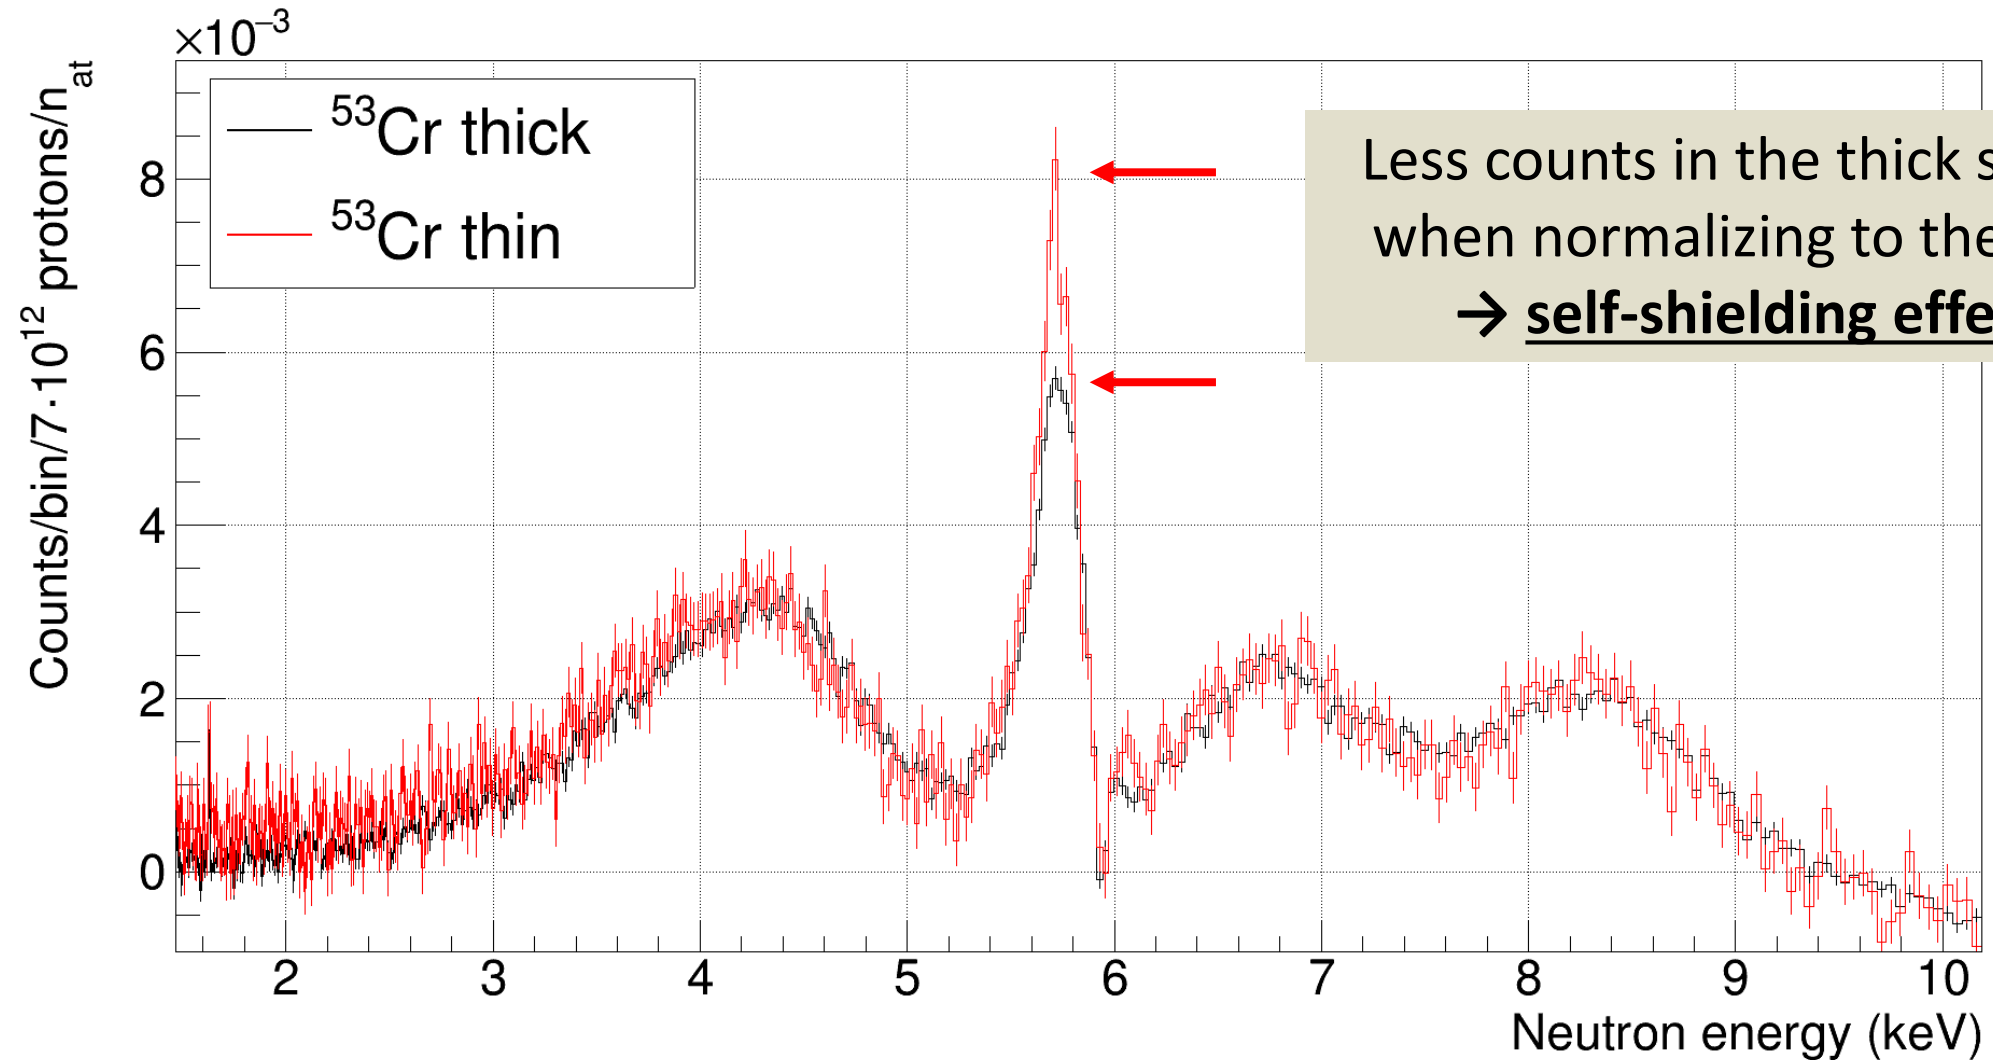 ×10⁻³
Counts/bin/7·10¹² protons/n_at
⁵³Cr thick
⁵³Cr thin
Less counts in the thick
when normalizing to the
→ self-shielding effe
8
6
4
2
0
2 3 4 5 6 7 8 9 10
Neutron energy (keV)